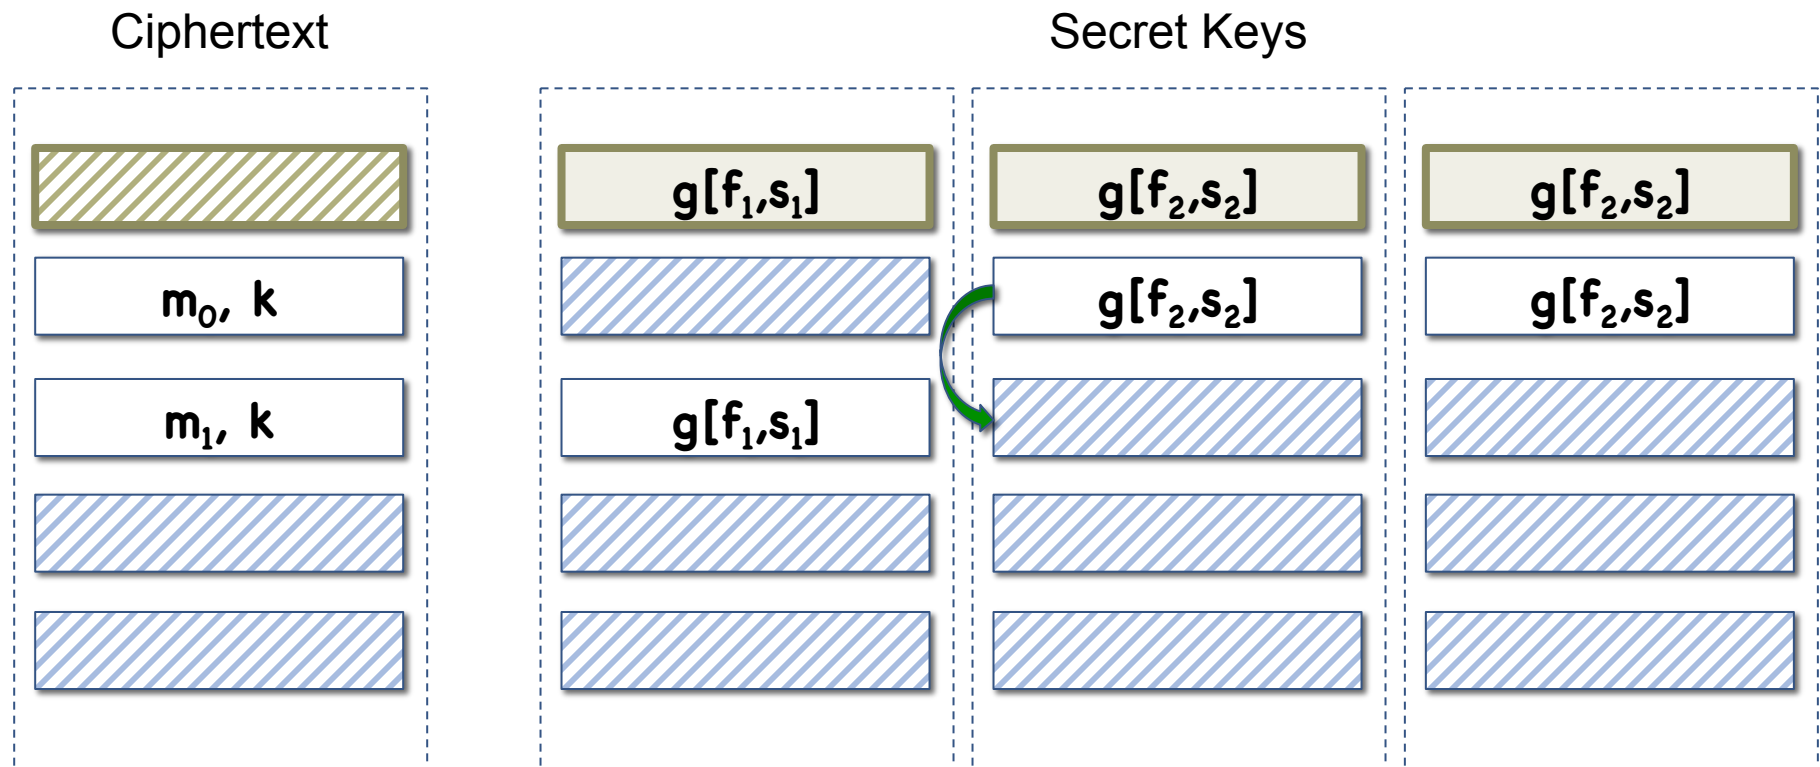 Ciphertext Secret Keys
g[f₁,s₁] g[f₂,s₂] g[f₂,s₂]
m₀, k g[f₂,s₂] g[f₂,s₂]
m₁, k g[f₁,s₁]